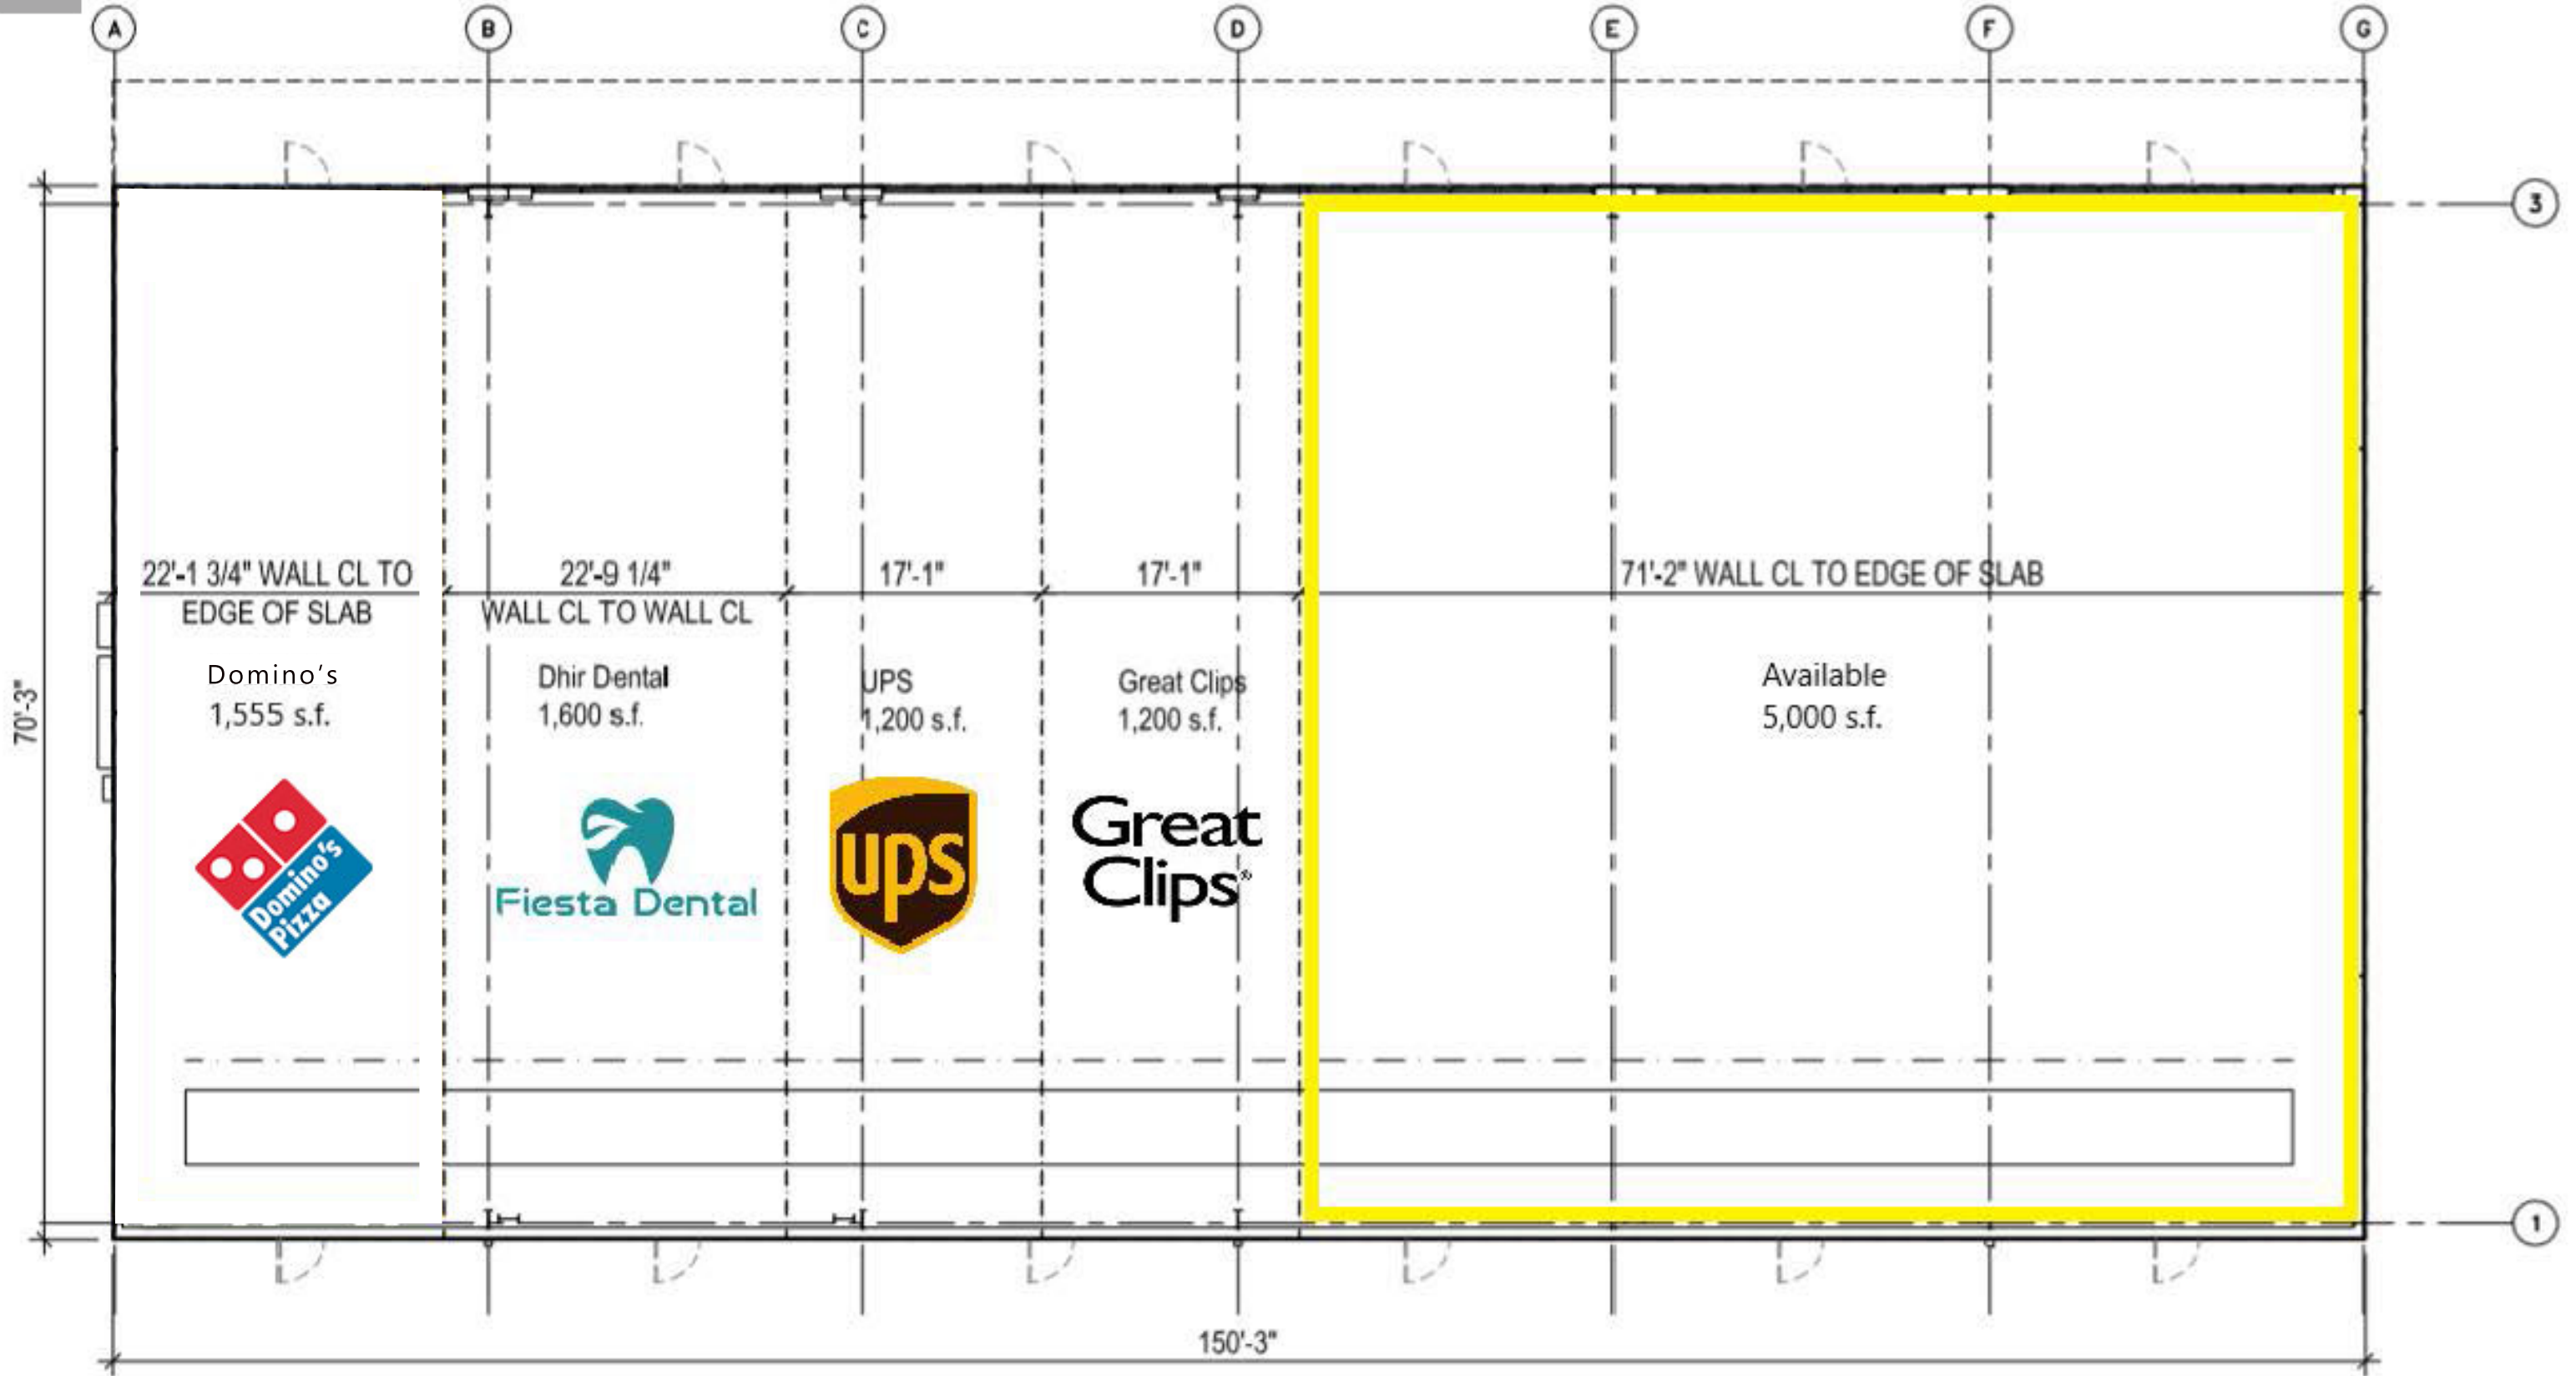 A B C D E F G
3
22'-1 3/4" WALL CL TO
EDGE OF SLAB
22'-9 1/4"
WALL CL TO WALL CL
17'-1"
17'-1"
71'-2" WALL CL TO EDGE OF SLAB
70'-3"
Domino's
1,555 s.f.
Dhir Dental
1,600 s.f.
UPS
1,200 s.f.
Great Clips
1,200 s.f.
Available
5,000 s.f.
Domino's
Pizza
Fiesta Dental
ups
Great
Clips®
1
150'-3"